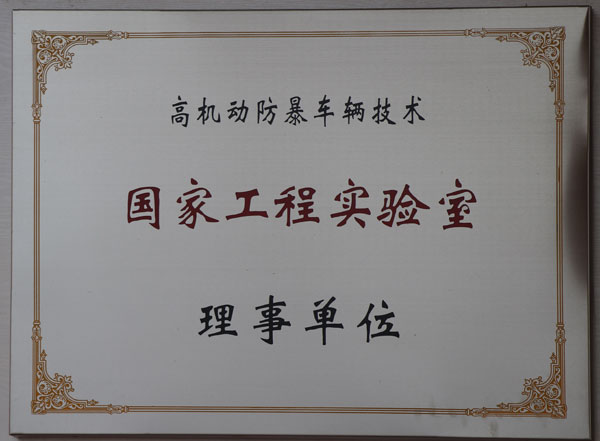 高机动防暴车辆技术
国家工程实验室
理事单位